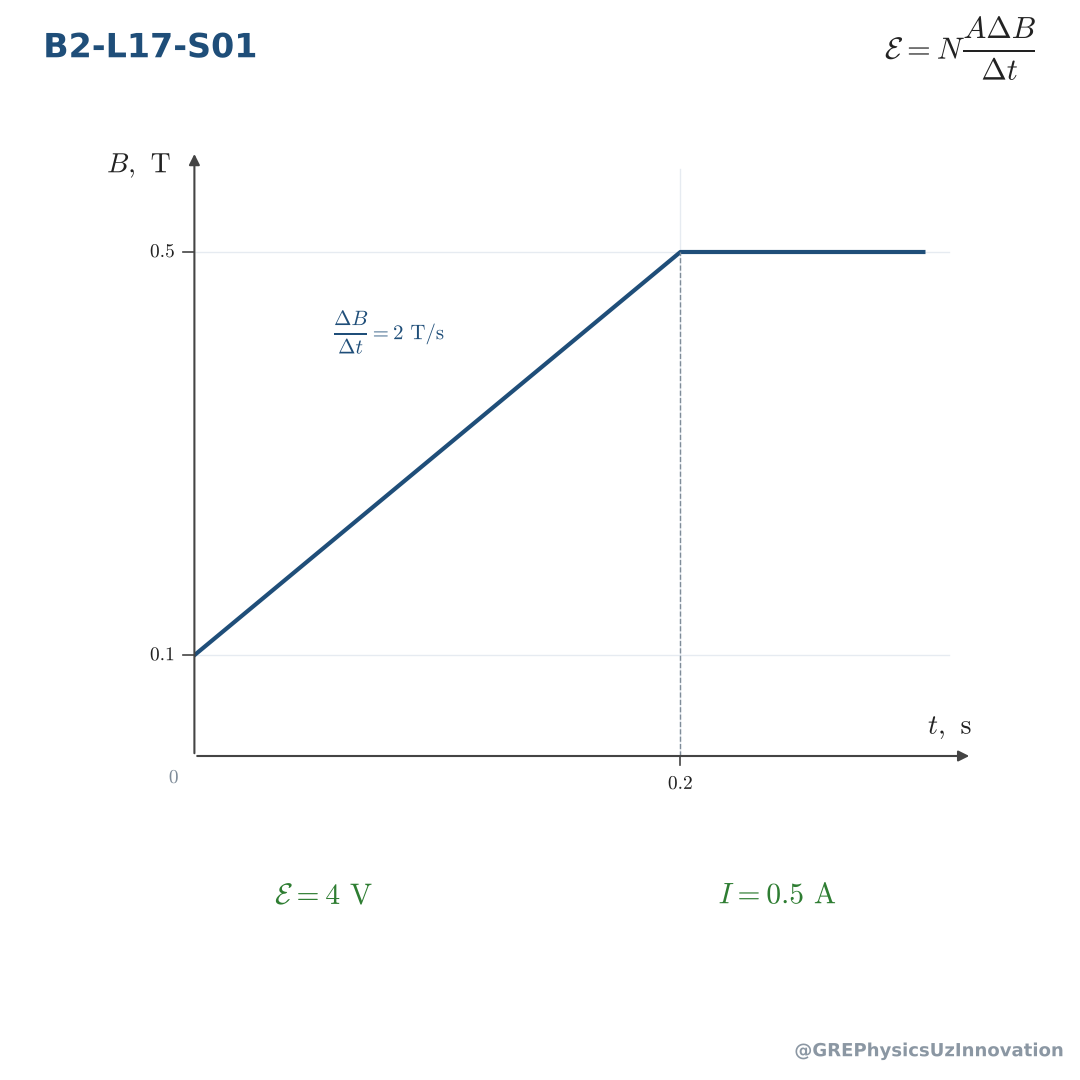 B2-L17-S01
ℰ = N AΔB/Δt
B, T
0.5
ΔB/Δt = 2 T/s
0.1
t, s
0
0.2
ℰ = 4 V
I = 0.5 A
@GREPhysicsUzInnovation